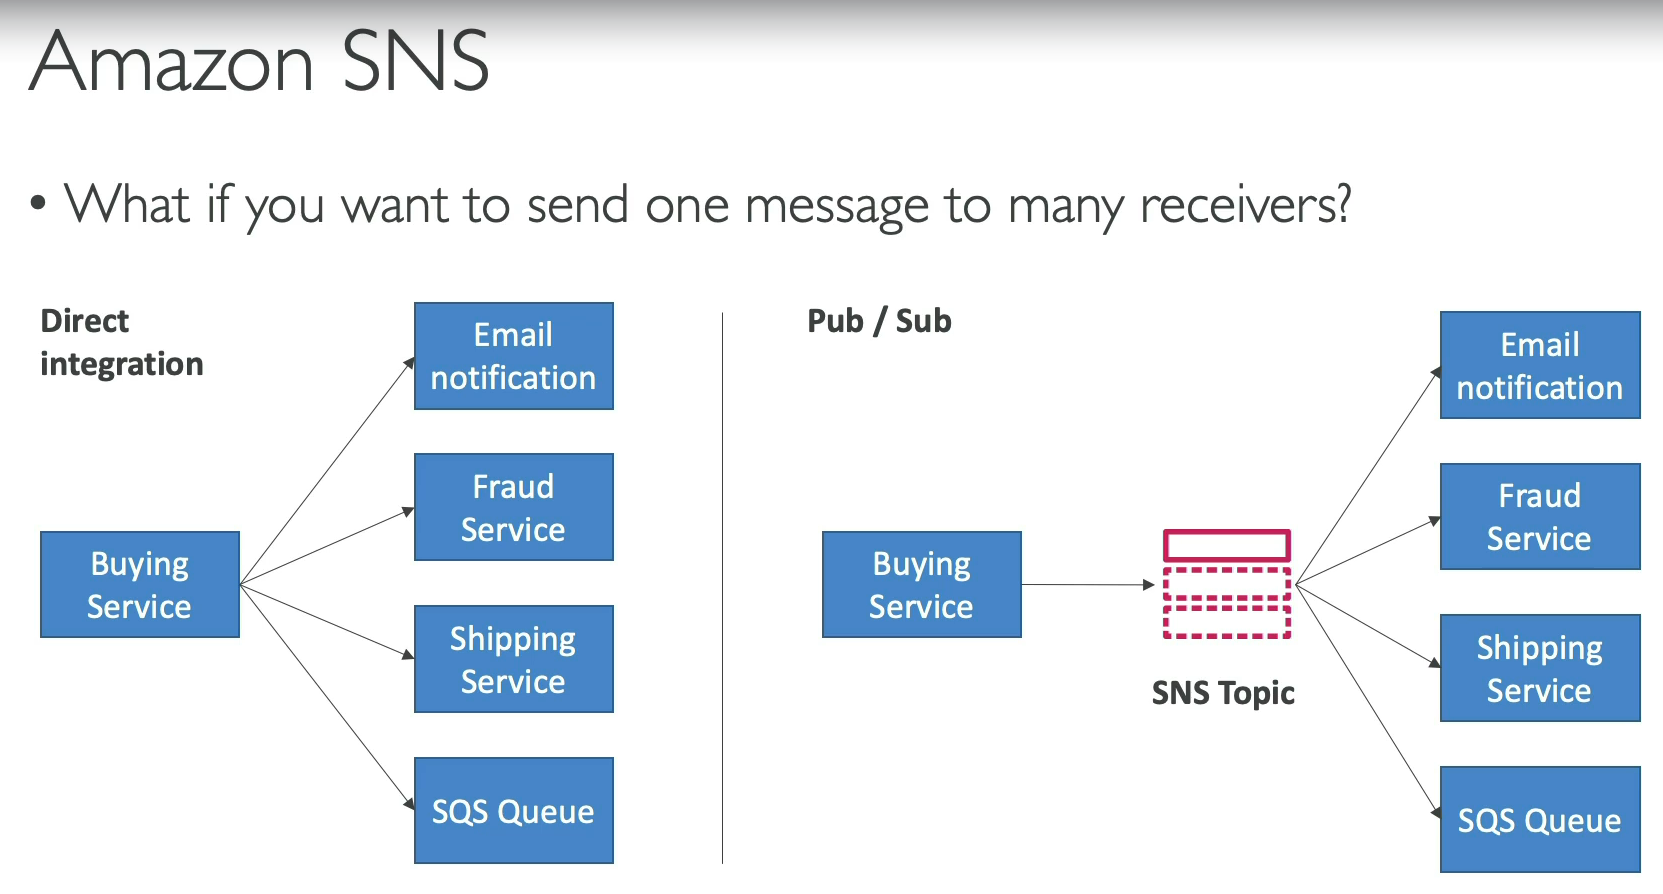 Amazon SNS
• What if you want to send one message to many receivers?
Direct
integration
Email
notification
Fraud
Service
Buying
Service
Shipping
Service
SQS Queue
Pub / Sub
Email
notification
Fraud
Service
Buying
Service
SNS Topic
Shipping
Service
SQS Queue